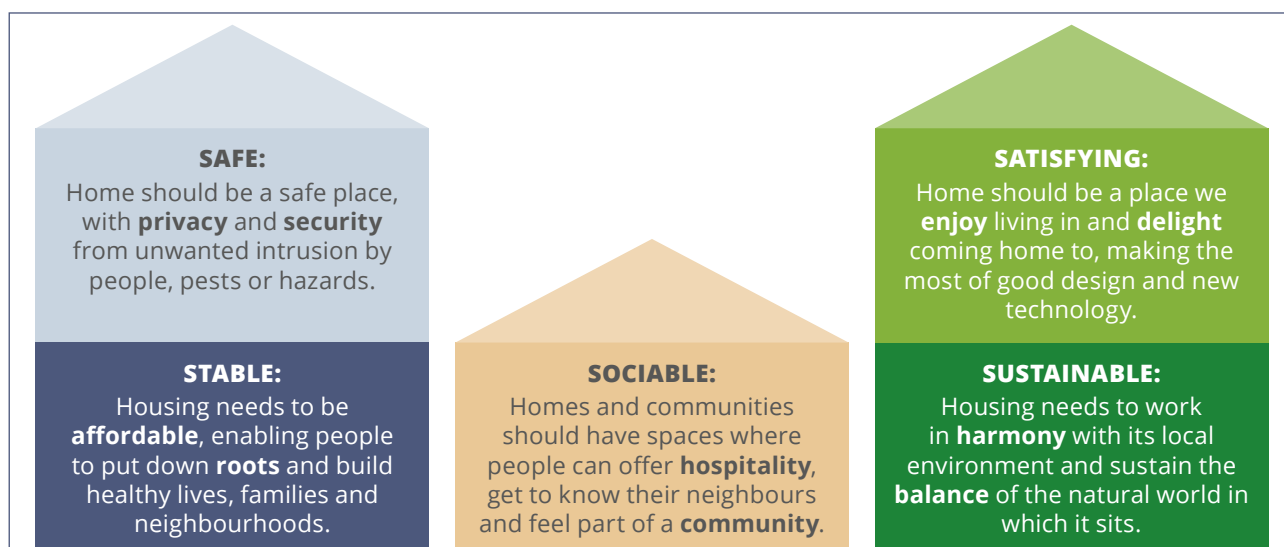 SAFE:
Home should be a safe place,
with privacy and security
from unwanted intrusion by
people, pests or hazards.
STABLE:
Housing needs to be
affordable, enabling people
to put down roots and build
healthy lives, families and
neighbourhoods.
SOCIABLE:
Homes and communities
should have spaces where
people can offer hospitality,
get to know their neighbours
and feel part of a community.
SATISFYING:
Home should be a place we
enjoy living in and delight
coming home to, making the
most of good design and new
technology.
SUSTAINABLE:
Housing needs to work
in harmony with its local
environment and sustain the
balance of the natural world in
which it sits.